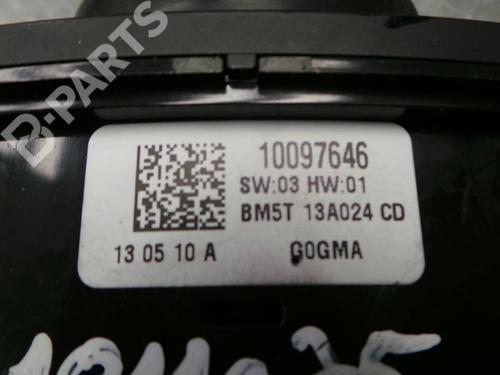 B-PARTS
10097646
SW:03 HW:01
BM5T 13A024 CD
13 05 10 A G0GMA